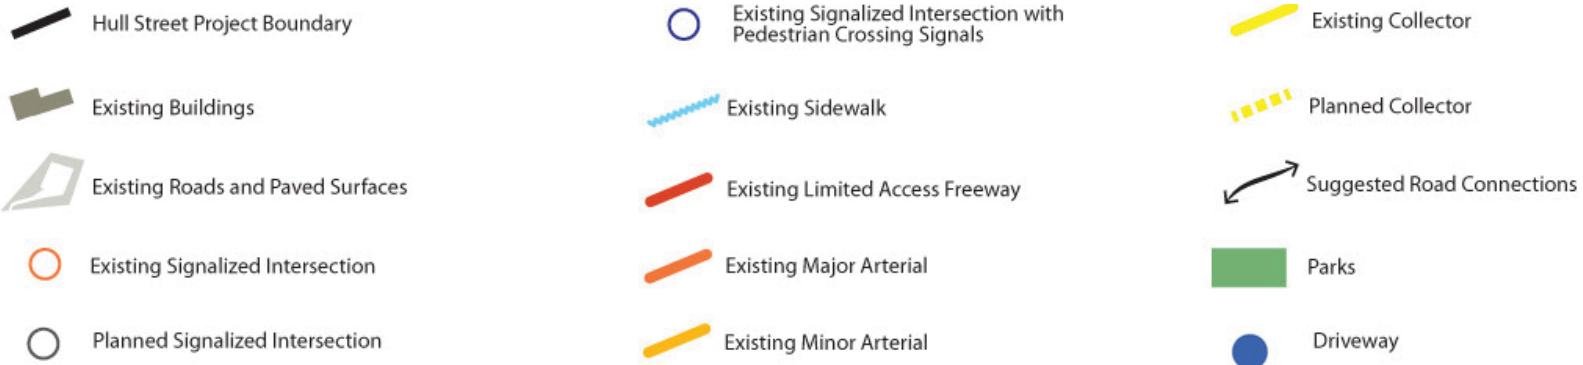 Hull Street Project Boundary
Existing Buildings
Existing Roads and Paved Surfaces
Existing Signalized Intersection
Planned Signalized Intersection
Existing Signalized Intersection with
Pedestrian Crossing Signals
Existing Sidewalk
Existing Limited Access Freeway
Existing Major Arterial
Existing Minor Arterial
Existing Collector
Planned Collector
Suggested Road Connections
Parks
Driveway